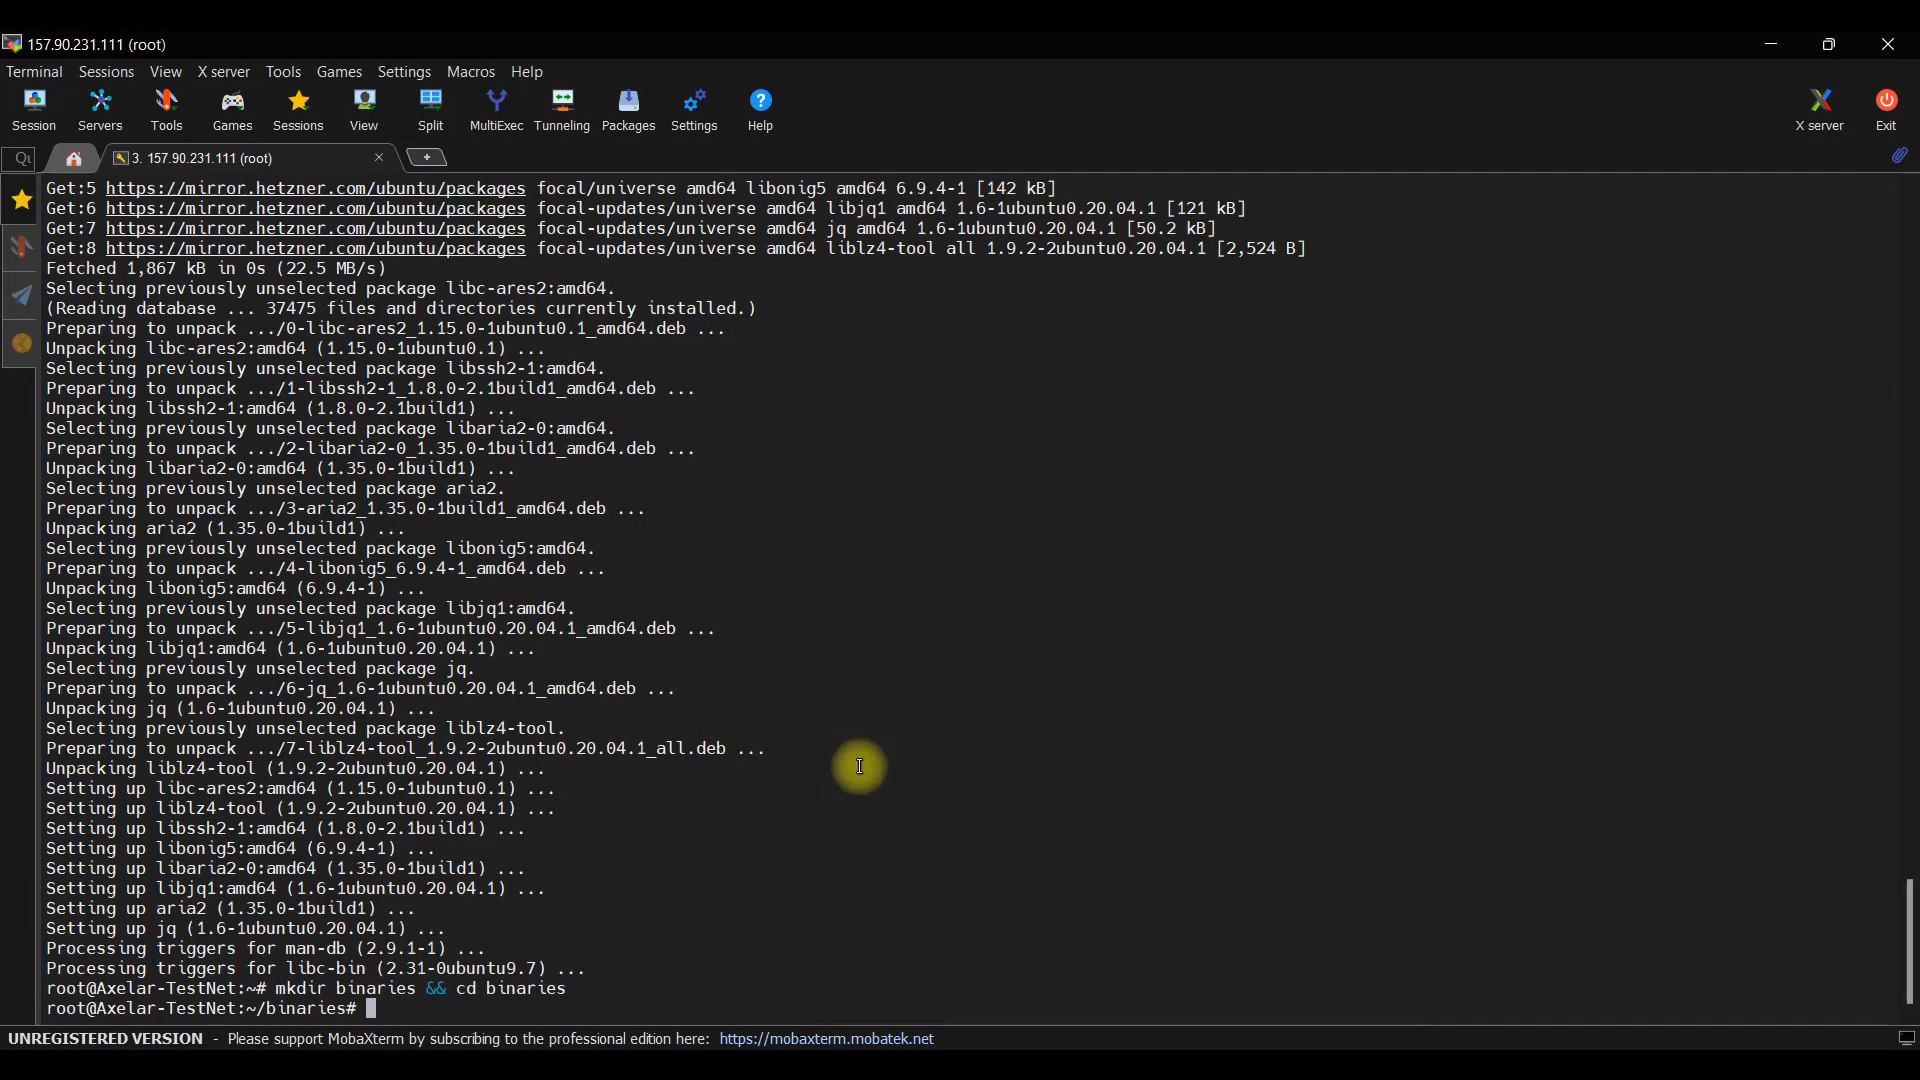 157.90.231.111 (root)
Terminal Sessions View X server Tools Games Settings Macros Help
Session Servers Tools Games Sessions View Split MultiExec Tunneling Packages Settings Help X server Exit
3. 157.90.231.111 (root)
Get:5 https://mirror.hetzner.com/ubuntu/packages focal/universe amd64 libonig5 amd64 6.9.4-1 [142 kB]
Get:6 https://mirror.hetzner.com/ubuntu/packages focal-updates/universe amd64 libjq1 amd64 1.6-1ubuntu0.20.04.1 [121 kB]
Get:7 https://mirror.hetzner.com/ubuntu/packages focal-updates/universe amd64 jq amd64 1.6-1ubuntu0.20.04.1 [50.2 kB]
Get:8 https://mirror.hetzner.com/ubuntu/packages focal-updates/universe amd64 liblz4-tool all 1.9.2-2ubuntu0.20.04.1 [2,524 B]
Fetched 1,867 kB in 0s (22.5 MB/s)
Selecting previously unselected package libc-ares2:amd64.
(Reading database ... 37475 files and directories currently installed.)
Preparing to unpack .../0-libc-ares2_1.15.0-1ubuntu0.1_amd64.deb ...
Unpacking libc-ares2:amd64 (1.15.0-1ubuntu0.1) ...
Selecting previously unselected package libssh2-1:amd64.
Preparing to unpack .../1-libssh2-1_1.8.0-2.1build1_amd64.deb ...
Unpacking libssh2-1:amd64 (1.8.0-2.1build1) ...
Selecting previously unselected package libaria2-0:amd64.
Preparing to unpack .../2-libaria2-0_1.35.0-1build1_amd64.deb ...
Unpacking libaria2-0:amd64 (1.35.0-1build1) ...
Selecting previously unselected package aria2.
Preparing to unpack .../3-aria2_1.35.0-1build1_amd64.deb ...
Unpacking aria2 (1.35.0-1build1) ...
Selecting previously unselected package libonig5:amd64.
Preparing to unpack .../4-libonig5_6.9.4-1_amd64.deb ...
Unpacking libonig5:amd64 (6.9.4-1) ...
Selecting previously unselected package libjq1:amd64.
Preparing to unpack .../5-libjq1_1.6-1ubuntu0.20.04.1_amd64.deb ...
Unpacking libjq1:amd64 (1.6-1ubuntu0.20.04.1) ...
Selecting previously unselected package jq.
Preparing to unpack .../6-jq_1.6-1ubuntu0.20.04.1_amd64.deb ...
Unpacking jq (1.6-1ubuntu0.20.04.1) ...
Selecting previously unselected package liblz4-tool.
Preparing to unpack .../7-liblz4-tool_1.9.2-2ubuntu0.20.04.1_all.deb ...
Unpacking liblz4-tool (1.9.2-2ubuntu0.20.04.1) ...
Setting up libc-ares2:amd64 (1.15.0-1ubuntu0.1) ...
Setting up liblz4-tool (1.9.2-2ubuntu0.20.04.1) ...
Setting up libssh2-1:amd64 (1.8.0-2.1build1) ...
Setting up libonig5:amd64 (6.9.4-1) ...
Setting up libaria2-0:amd64 (1.35.0-1build1) ...
Setting up libjq1:amd64 (1.6-1ubuntu0.20.04.1) ...
Setting up aria2 (1.35.0-1build1) ...
Setting up jq (1.6-1ubuntu0.20.04.1) ...
Processing triggers for man-db (2.9.1-1) ...
Processing triggers for libc-bin (2.31-0ubuntu9.7) ...
root@Axelar-TestNet:~# mkdir binaries && cd binaries
root@Axelar-TestNet:~/binaries#
UNREGISTERED VERSION - Please support MobaXterm by subscribing to the professional edition here: https://mobaxterm.mobatek.net